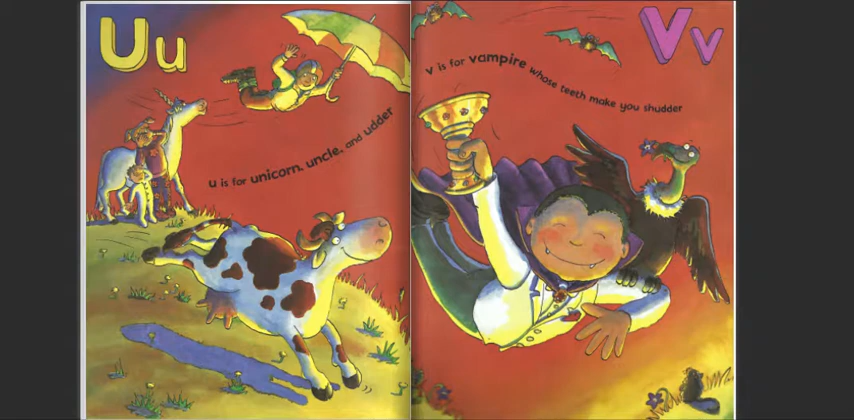 Uu
u is for unicorn, uncle, and udder
Vv
v is for vampire whose teeth make you shudder